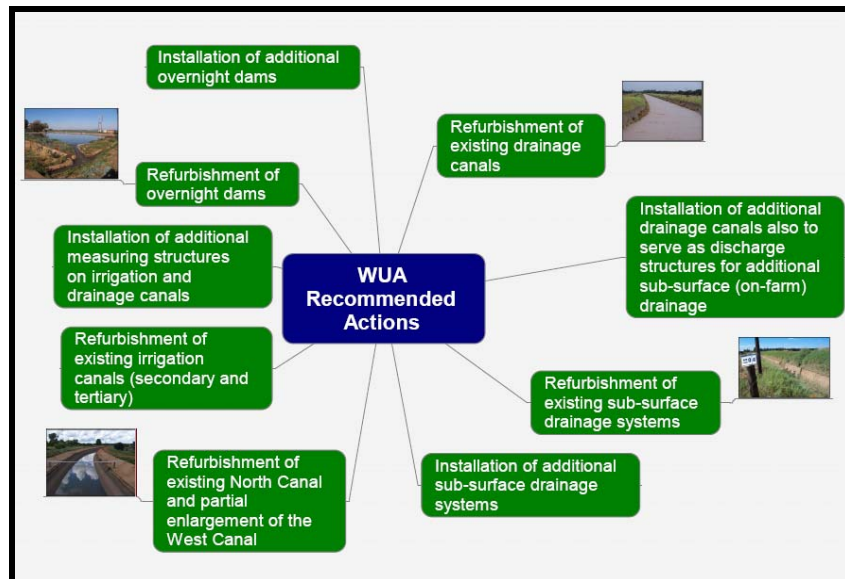 Installation of additional
overnight dams
Refurbishment of
existing drainage
canals
Refurbishment of
overnight dams
Installation of additional
drainage canals also to
serve as discharge
structures for additional
sub-surface (on-farm)
drainage
Installation of additional
measuring structures
on irrigation and
drainage canals
WUA
Recommended
Actions
Refurbishment of
existing irrigation
canals (secondary and
tertiary)
Refurbishment of
existing sub-surface
drainage systems
Refurbishment of
existing North Canal
and partial
enlargement of the
West Canal
Installation of additional
sub-surface drainage
systems